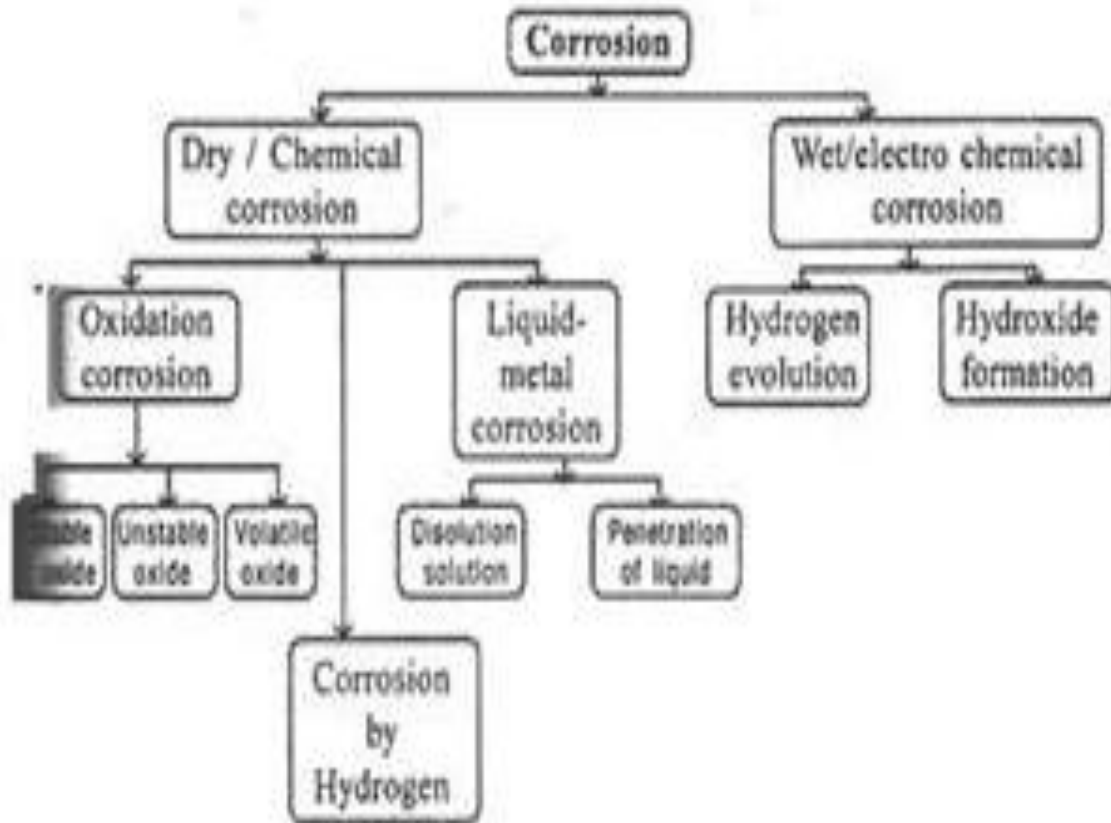 Corrosion
Dry / Chemical
corrosion
Wet/electro chemical
corrosion
Oxidation
corrosion
Liquid-
metal
corrosion
Hydrogen
evolution
Hydroxide
formation
Unstable
oxide
Volatile
oxide
Disolution
solution
Penetration
of liquid
Corrosion
by
Hydrogen